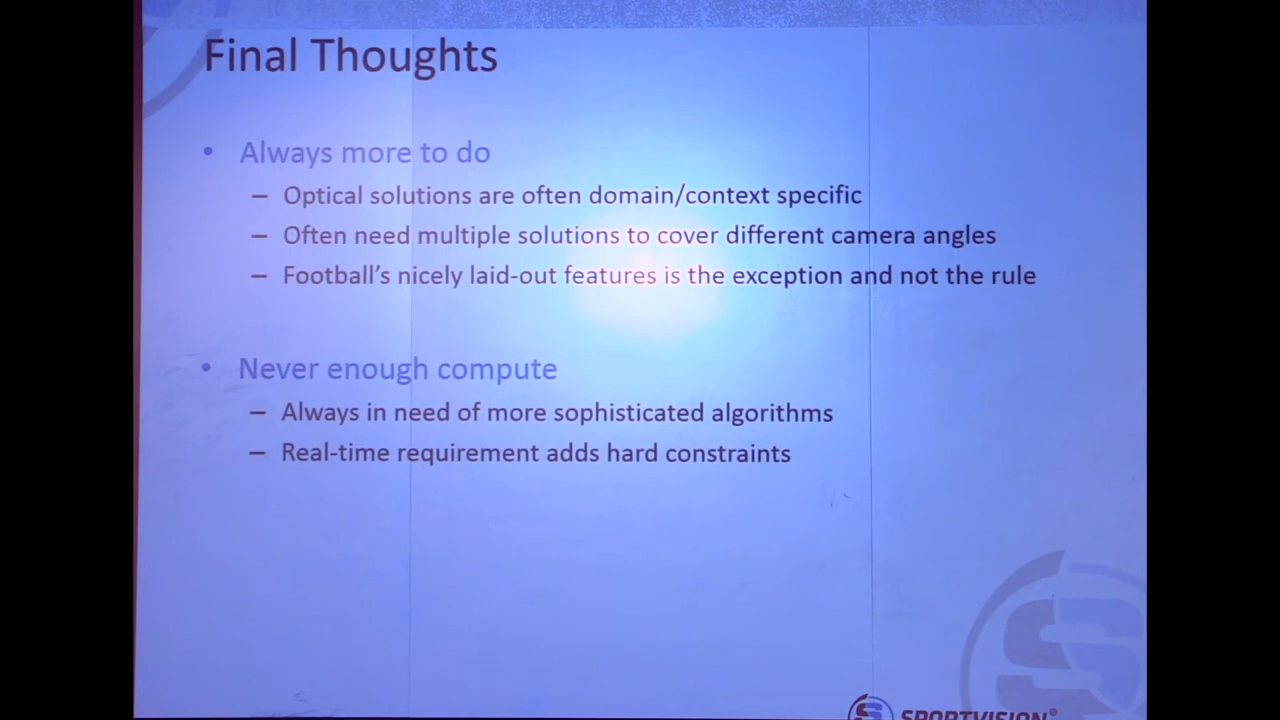 Final Thoughts
• Always more to do
– Optical solutions are often domain/context specific
– Often need multiple solutions to cover different camera angles
– Football’s nicely laid-out features is the exception and not the rule
• Never enough compute
– Always in need of more sophisticated algorithms
– Real-time requirement adds hard constraints
SPORTVISION®